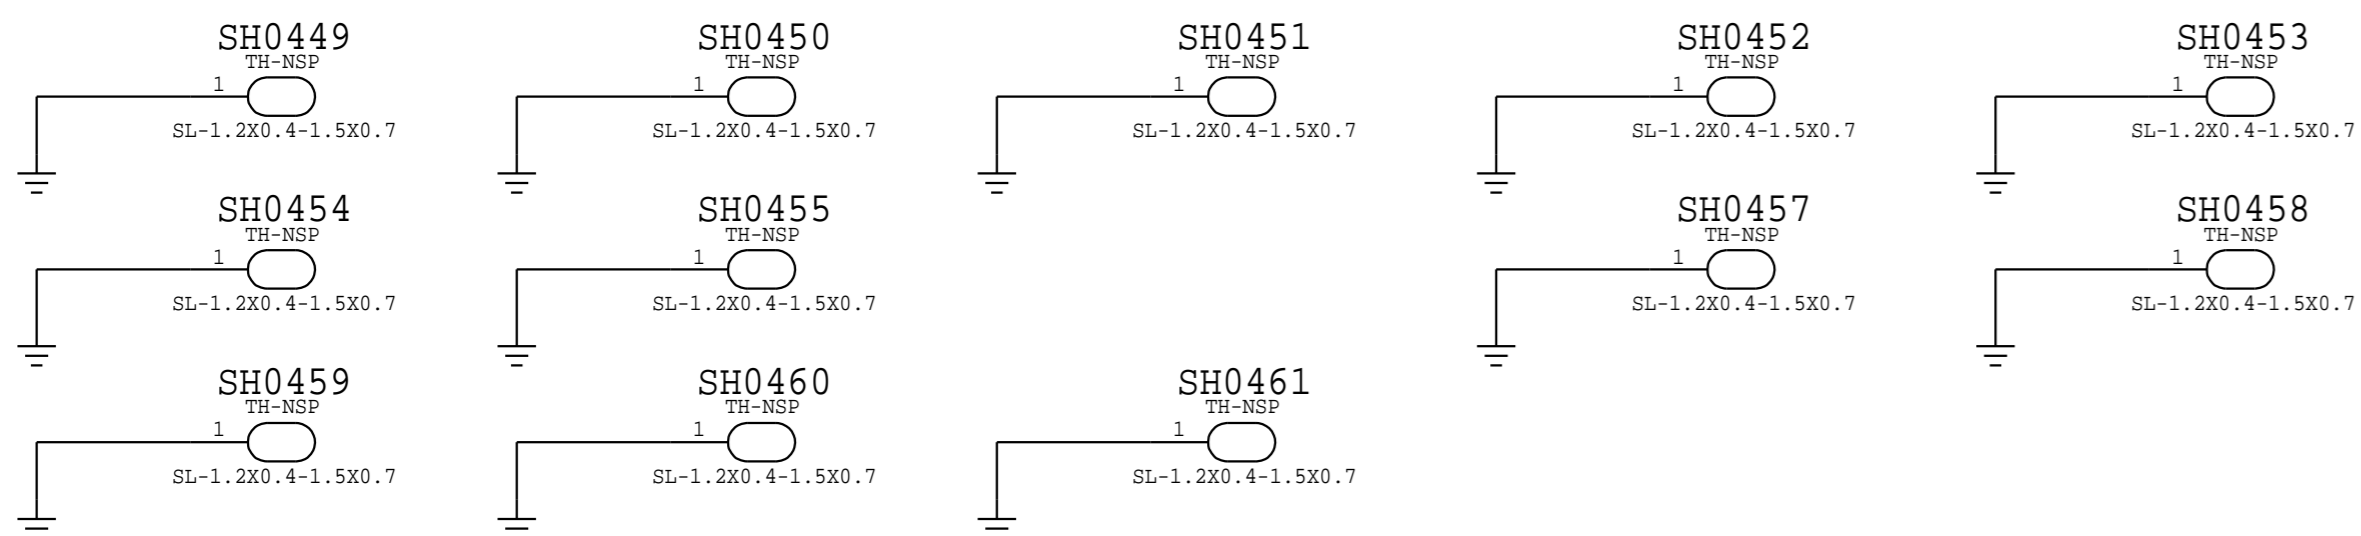 SH0449
TH-NSP
1
SL-1.2X0.4-1.5X0.7
SH0450
TH-NSP
1
SL-1.2X0.4-1.5X0.7
SH0451
TH-NSP
1
SL-1.2X0.4-1.5X0.7
SH0452
TH-NSP
1
SL-1.2X0.4-1.5X0.7
SH0453
TH-NSP
1
SL-1.2X0.4-1.5X0.7
SH0454
TH-NSP
1
SL-1.2X0.4-1.5X0.7
SH0455
TH-NSP
1
SL-1.2X0.4-1.5X0.7
SH0457
TH-NSP
1
SL-1.2X0.4-1.5X0.7
SH0458
TH-NSP
1
SL-1.2X0.4-1.5X0.7
SH0459
TH-NSP
1
SL-1.2X0.4-1.5X0.7
SH0460
TH-NSP
1
SL-1.2X0.4-1.5X0.7
SH0461
TH-NSP
1
SL-1.2X0.4-1.5X0.7